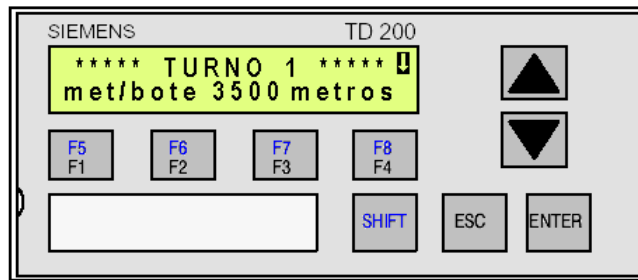 SIEMENS TD 200
***** TURNO 1 *****
met/bote 3500 metros
F5 F6 F7 F8
F1 F2 F3 F4
SHIFT ESC ENTER